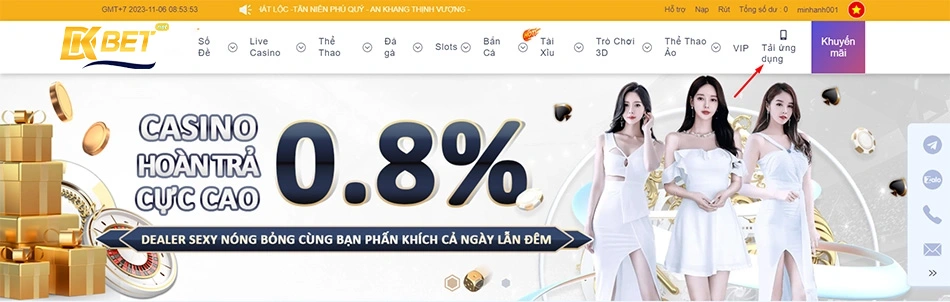 GMT+7 2023-11-06 08:53:53
PHÁT LỘC -TÂN NIÊN PHÚ QUÝ - AN KHANG THỊNH VƯỢNG -
Hỗ trợ Nạp Rút Tổng số dư : 0 minhanh001
DKBET
Số Đề
Live Casino
Thể Thao
Đá gà
Slots
Bắn Cá
Tài Xỉu
Trò Chơi 3D
Thể Thao Ảo
VIP
Tải ứng dụng
Khuyến mãi
CASINO
HOÀN TRẢ
CỰC CAO
0.8%
DEALER SEXY NÓNG BỎNG CÙNG BẠN PHẤN KHÍCH CẢ NGÀY LẪN ĐÊM
Zalo